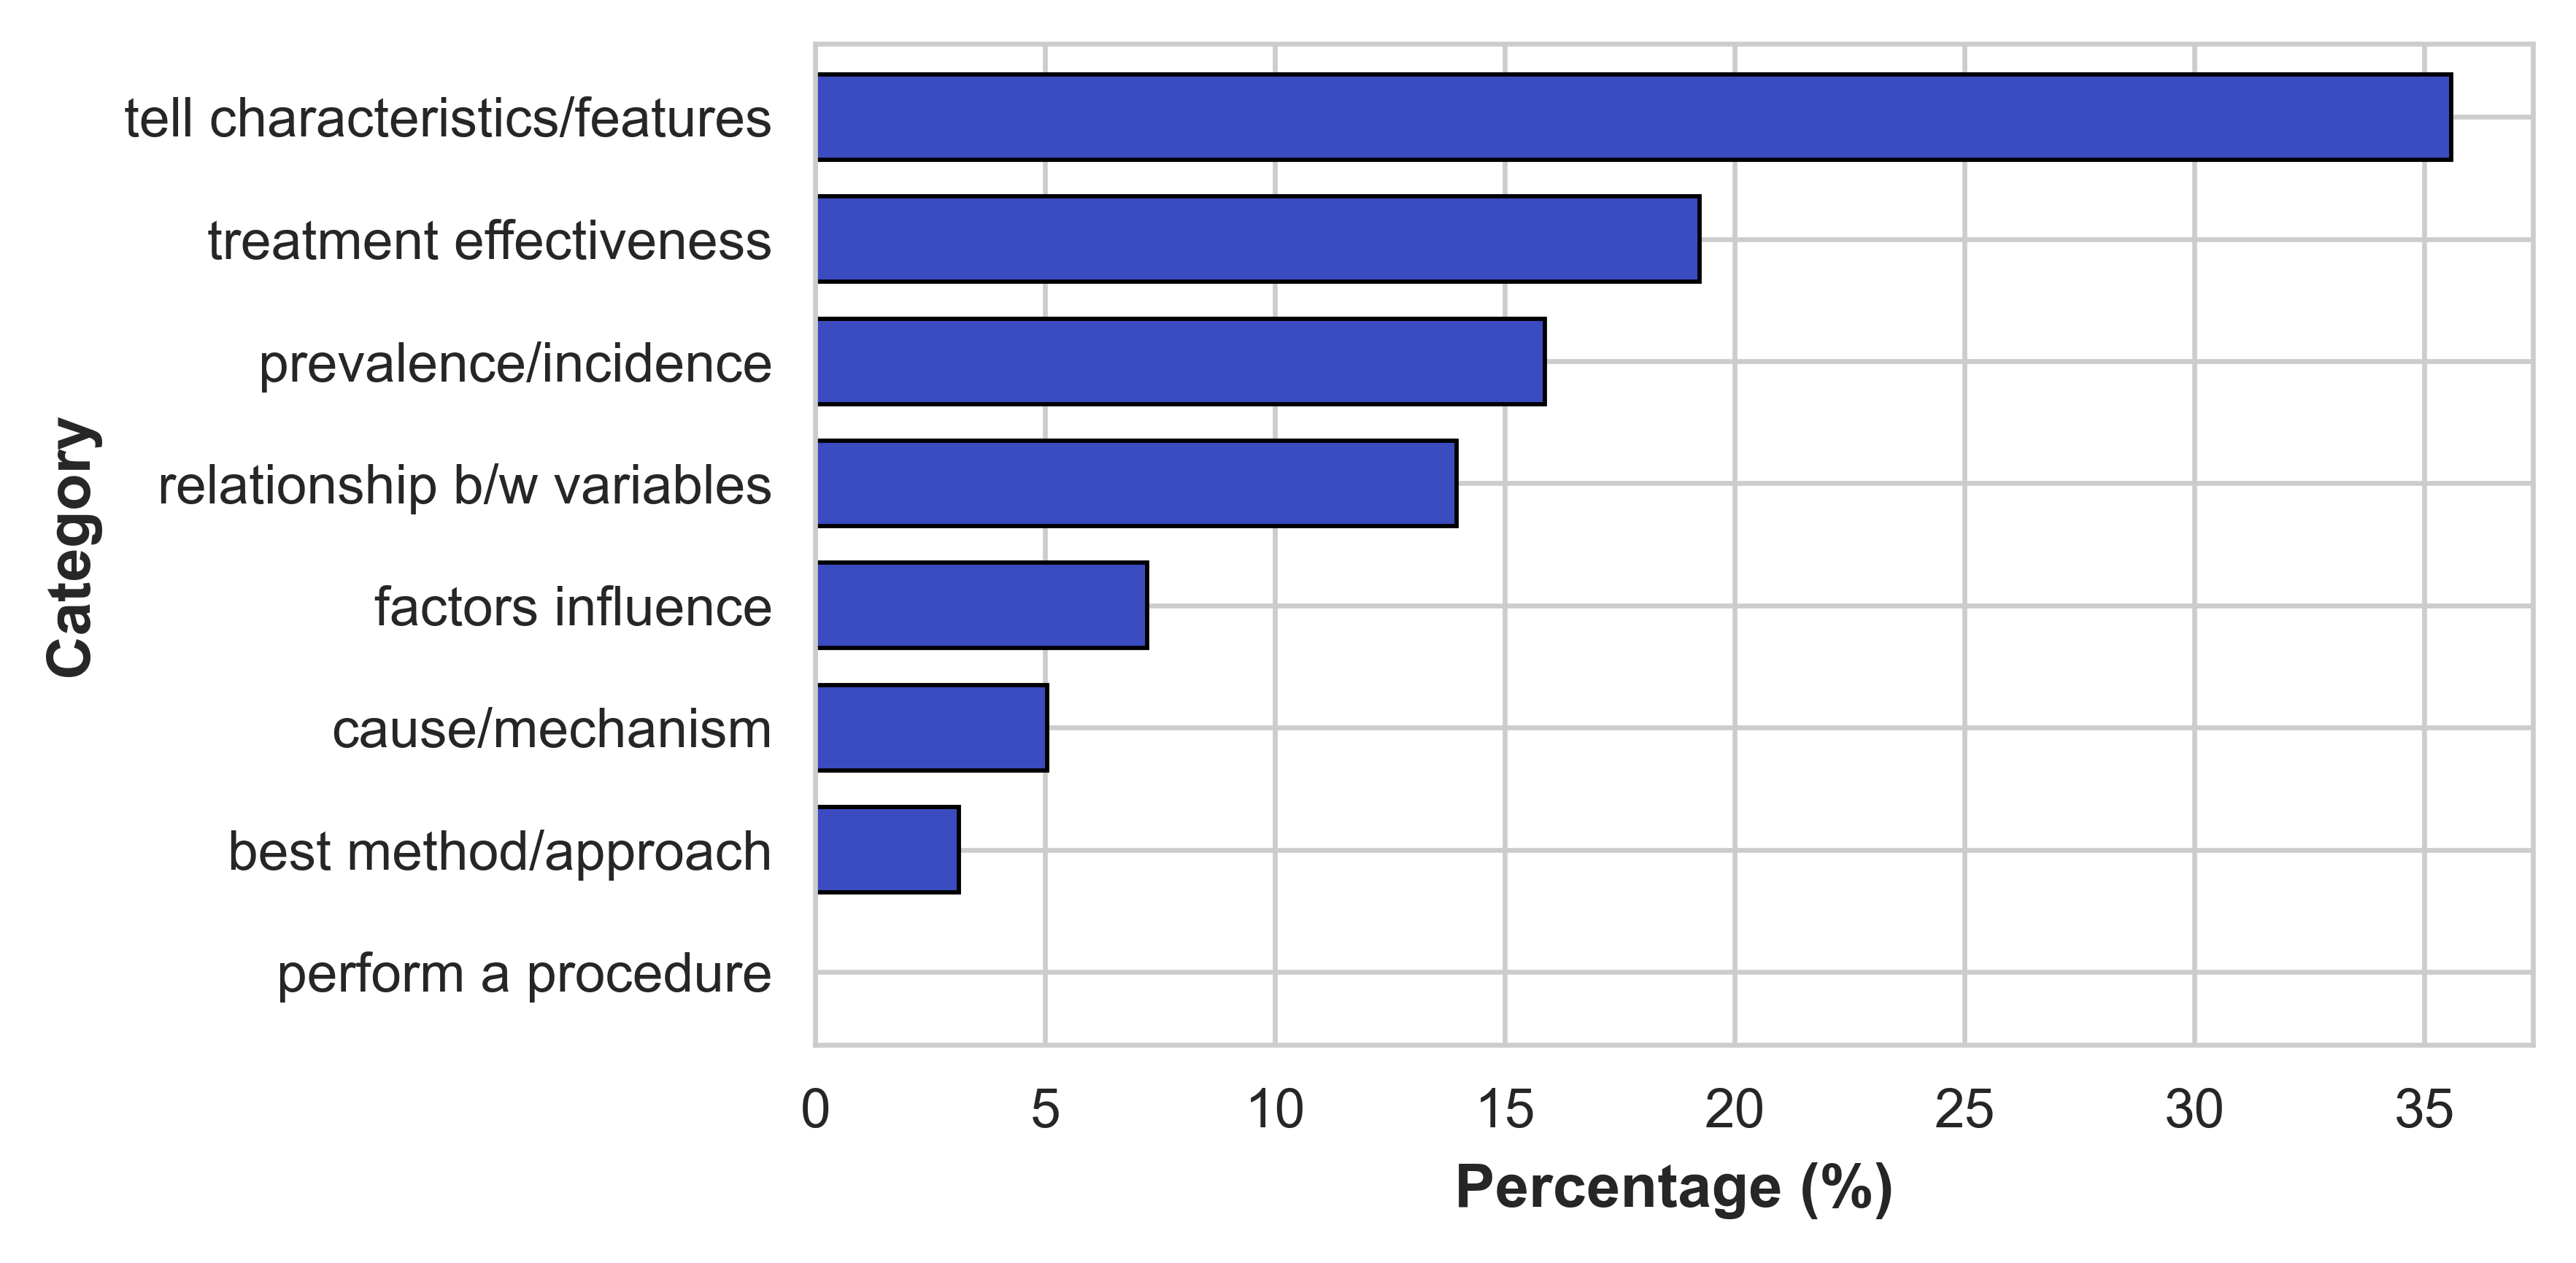 tell characteristics/features
treatment effectiveness
prevalence/incidence
relationship b/w variables
factors influence
cause/mechanism
best method/approach
perform a procedure
Category
0 5 10 15 20 25 30 35
Percentage (%)